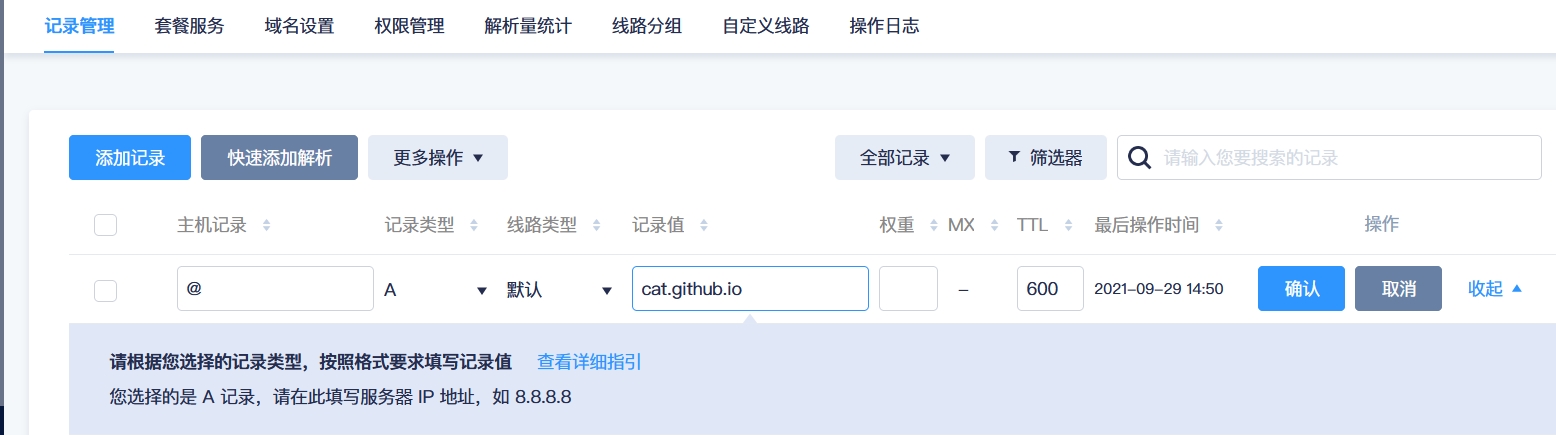 记录管理 套餐服务 域名设置 权限管理 解析量统计 线路分组 自定义线路 操作日志
添加记录 快速添加解析 更多操作 全部记录 筛选器 请输入您要搜索的记录
主机记录 记录类型 线路类型 记录值 权重 MX TTL 最后操作时间 操作
@ A 默认 cat.github.io – 600 2021–09–29 14:50 确认 取消 收起
请根据您选择的记录类型，按照格式要求填写记录值 查看详细指引
您选择的是 A 记录，请在此填写服务器 IP 地址，如 8.8.8.8